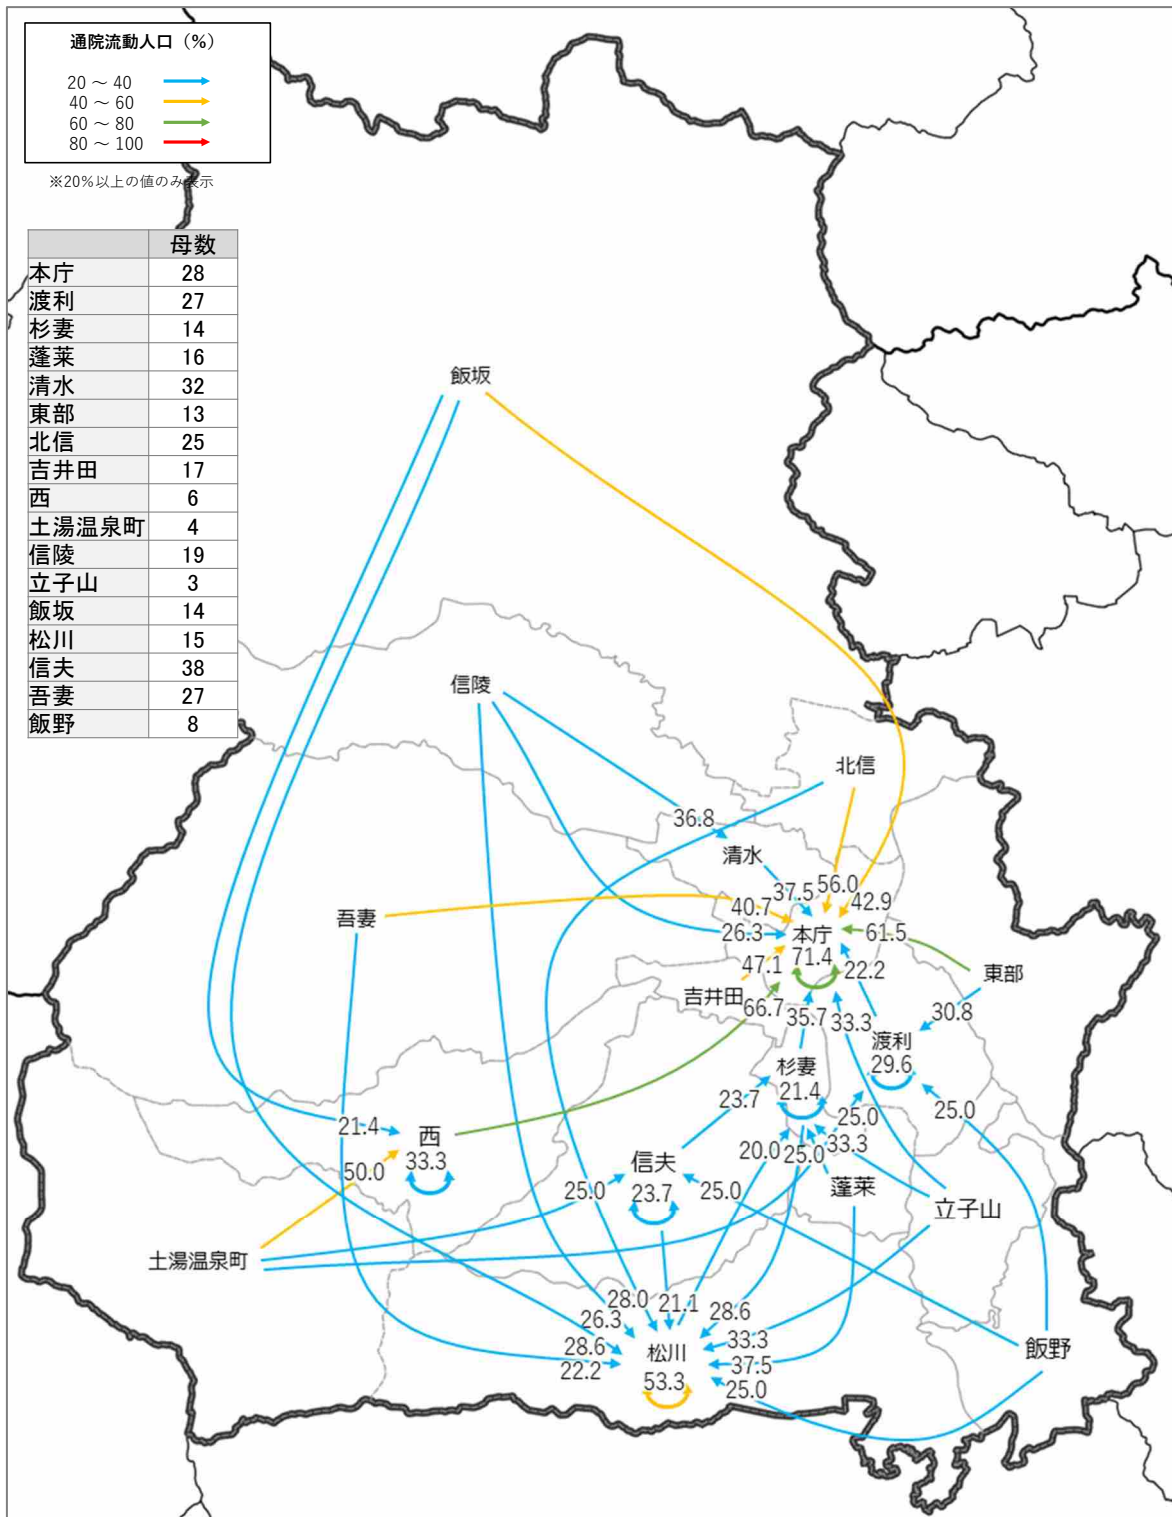 通院流動人口（%）
20 ～ 40
40 ～ 60
60 ～ 80
80 ～ 100
※20%以上の値のみ表示
母数
本庁 28
渡利 27
杉妻 14
蓬莱 16
清水 32
東部 13
北信 25
吉井田 17
西 6
土湯温泉町 4
信陵 19
立子山 3
飯坂 14
松川 15
信夫 38
吾妻 27
飯野 8
飯坂
信陵
北信
36.8
清水
37.5
56.0
42.9
40.7
吾妻
26.3
本庁
61.5
71.4
47.1
22.2
東部
吉井田
66.7
35.7
33.3
30.8
渡利
29.6
杉妻
21.4
23.7
25.0
25.0
21.4
西
33.3
50.0
20.0
25.0
33.3
信夫
23.7
25.0
25.0
蓬莱
立子山
土湯温泉町
28.0
21.1
28.6
26.3
28.6
22.2
松川
53.3
33.3
37.5
25.0
飯野